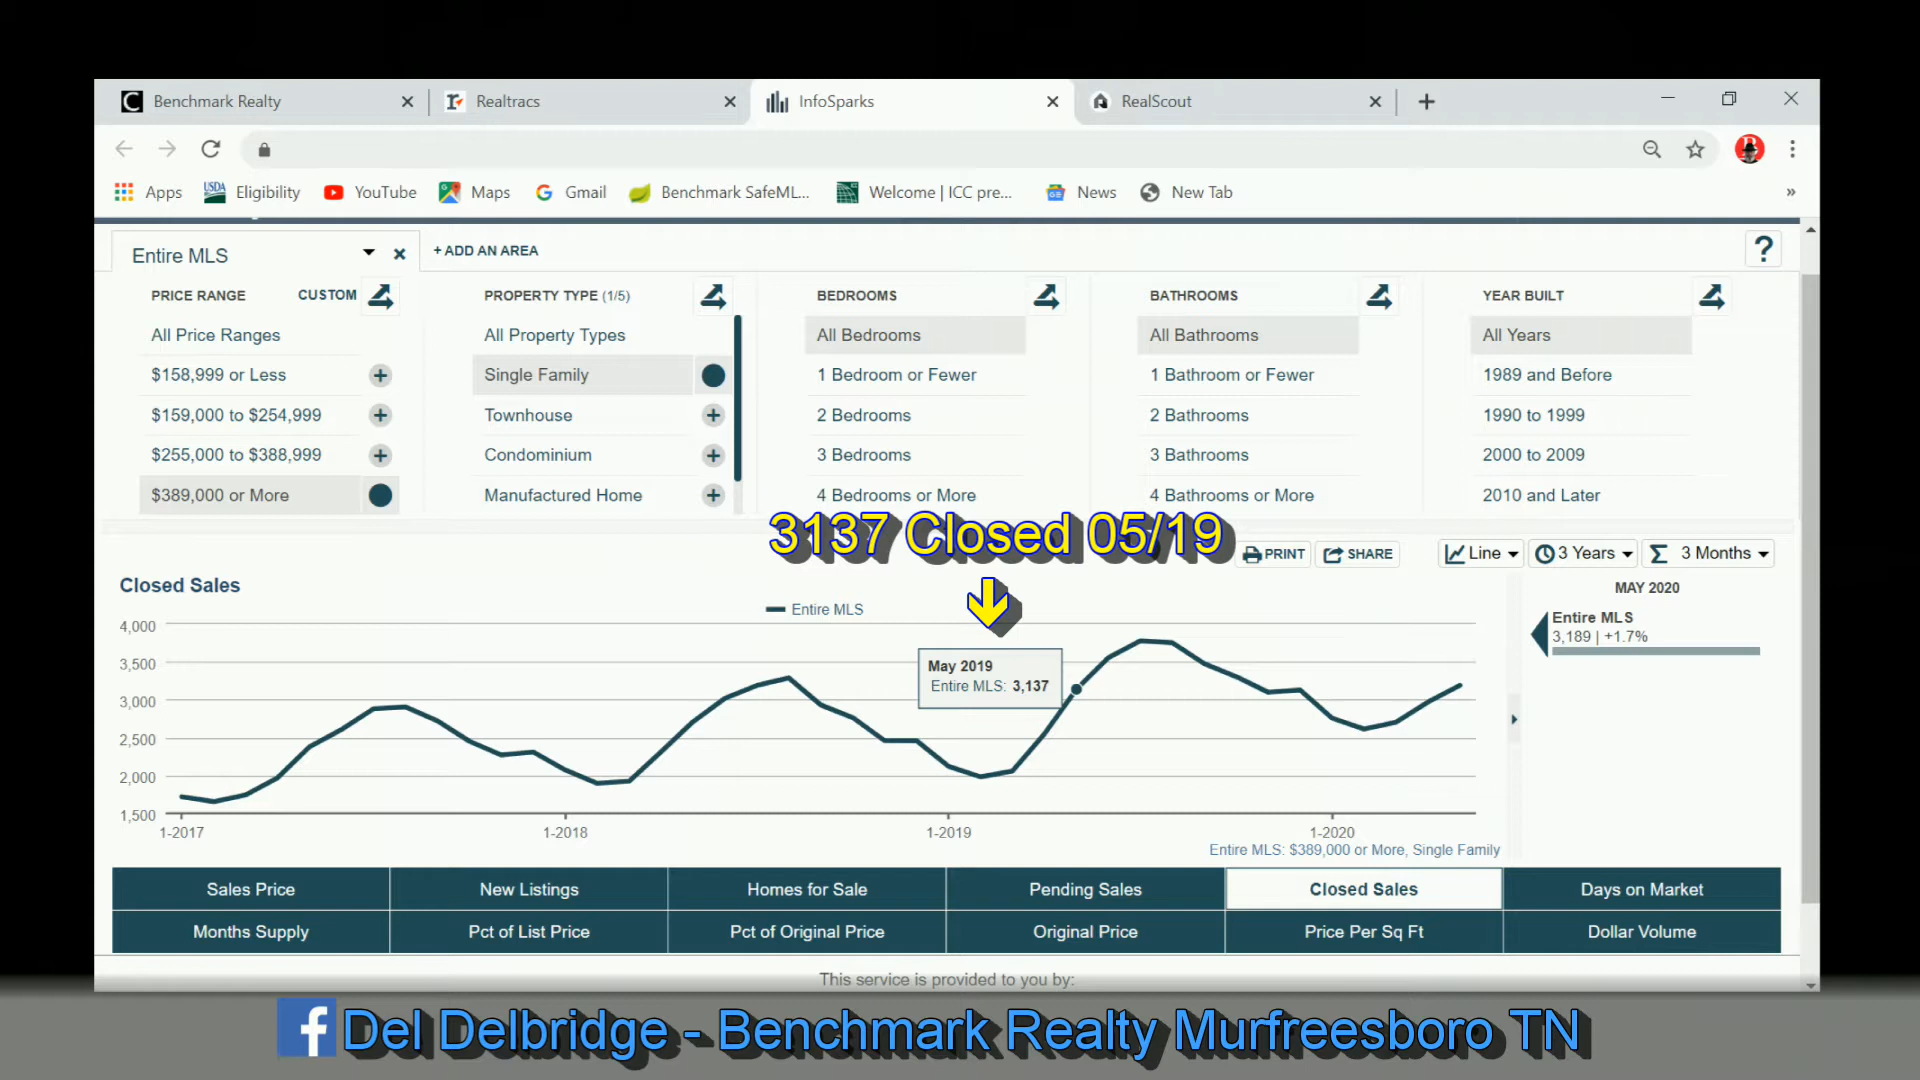 Benchmark Realty
Realtracs
InfoSparks
RealScout
Apps
USDA
Eligibility
YouTube
Maps
Gmail
Benchmark SafeML...
Welcome | ICC pre...
News
New Tab
Entire MLS
+ ADD AN AREA
?
PRICE RANGE CUSTOM
PROPERTY TYPE (1/5)
BEDROOMS
BATHROOMS
YEAR BUILT
All Price Ranges
All Property Types
All Bedrooms
All Bathrooms
All Years
$158,999 or Less
Single Family
1 Bedroom or Fewer
1 Bathroom or Fewer
1989 and Before
$159,000 to $254,999
Townhouse
2 Bedrooms
2 Bathrooms
1990 to 1999
$255,000 to $388,999
Condominium
3 Bedrooms
3 Bathrooms
2000 to 2009
$389,000 or More
Manufactured Home
4 Bedrooms or More
4 Bathrooms or More
2010 and Later
3137 Closed 05/19
PRINT
SHARE
Line
3 Years
3 Months
Closed Sales
Entire MLS
MAY 2020
Entire MLS
3,189 | +1.7%
4,000
3,500
3,000
2,500
2,000
1,500
May 2019
Entire MLS: 3,137
1-2017
1-2018
1-2019
1-2020
Entire MLS: $389,000 or More, Single Family
Sales Price
New Listings
Homes for Sale
Pending Sales
Closed Sales
Days on Market
Months Supply
Pct of List Price
Pct of Original Price
Original Price
Price Per Sq Ft
Dollar Volume
This service is provided to you by:
Del Delbridge - Benchmark Realty Murfreesboro TN